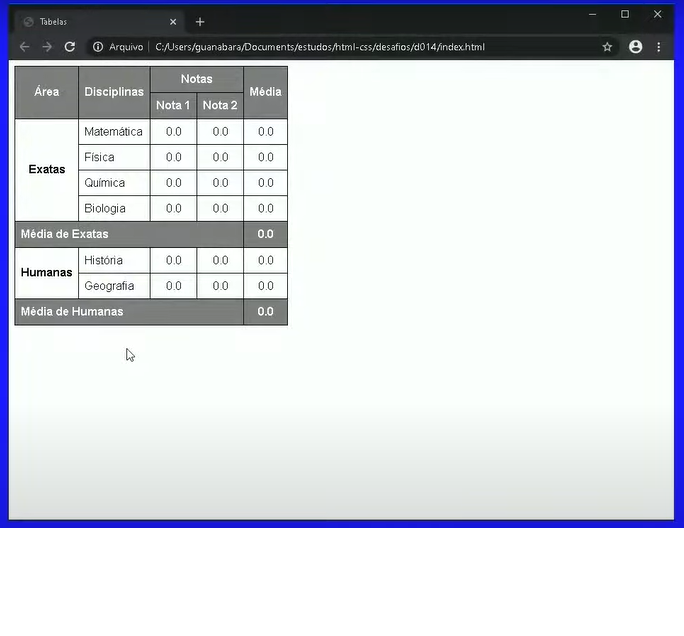 Tabelas
Arquivo C:/Users/guanabara/Documents/estudos/html-css/desafios/d014/index.html
Área Disciplinas Notas Média
Nota 1 Nota 2
Exatas Matemática 0.0 0.0 0.0
Física 0.0 0.0 0.0
Química 0.0 0.0 0.0
Biologia 0.0 0.0 0.0
Média de Exatas 0.0
Humanas História 0.0 0.0 0.0
Geografia 0.0 0.0 0.0
Média de Humanas 0.0